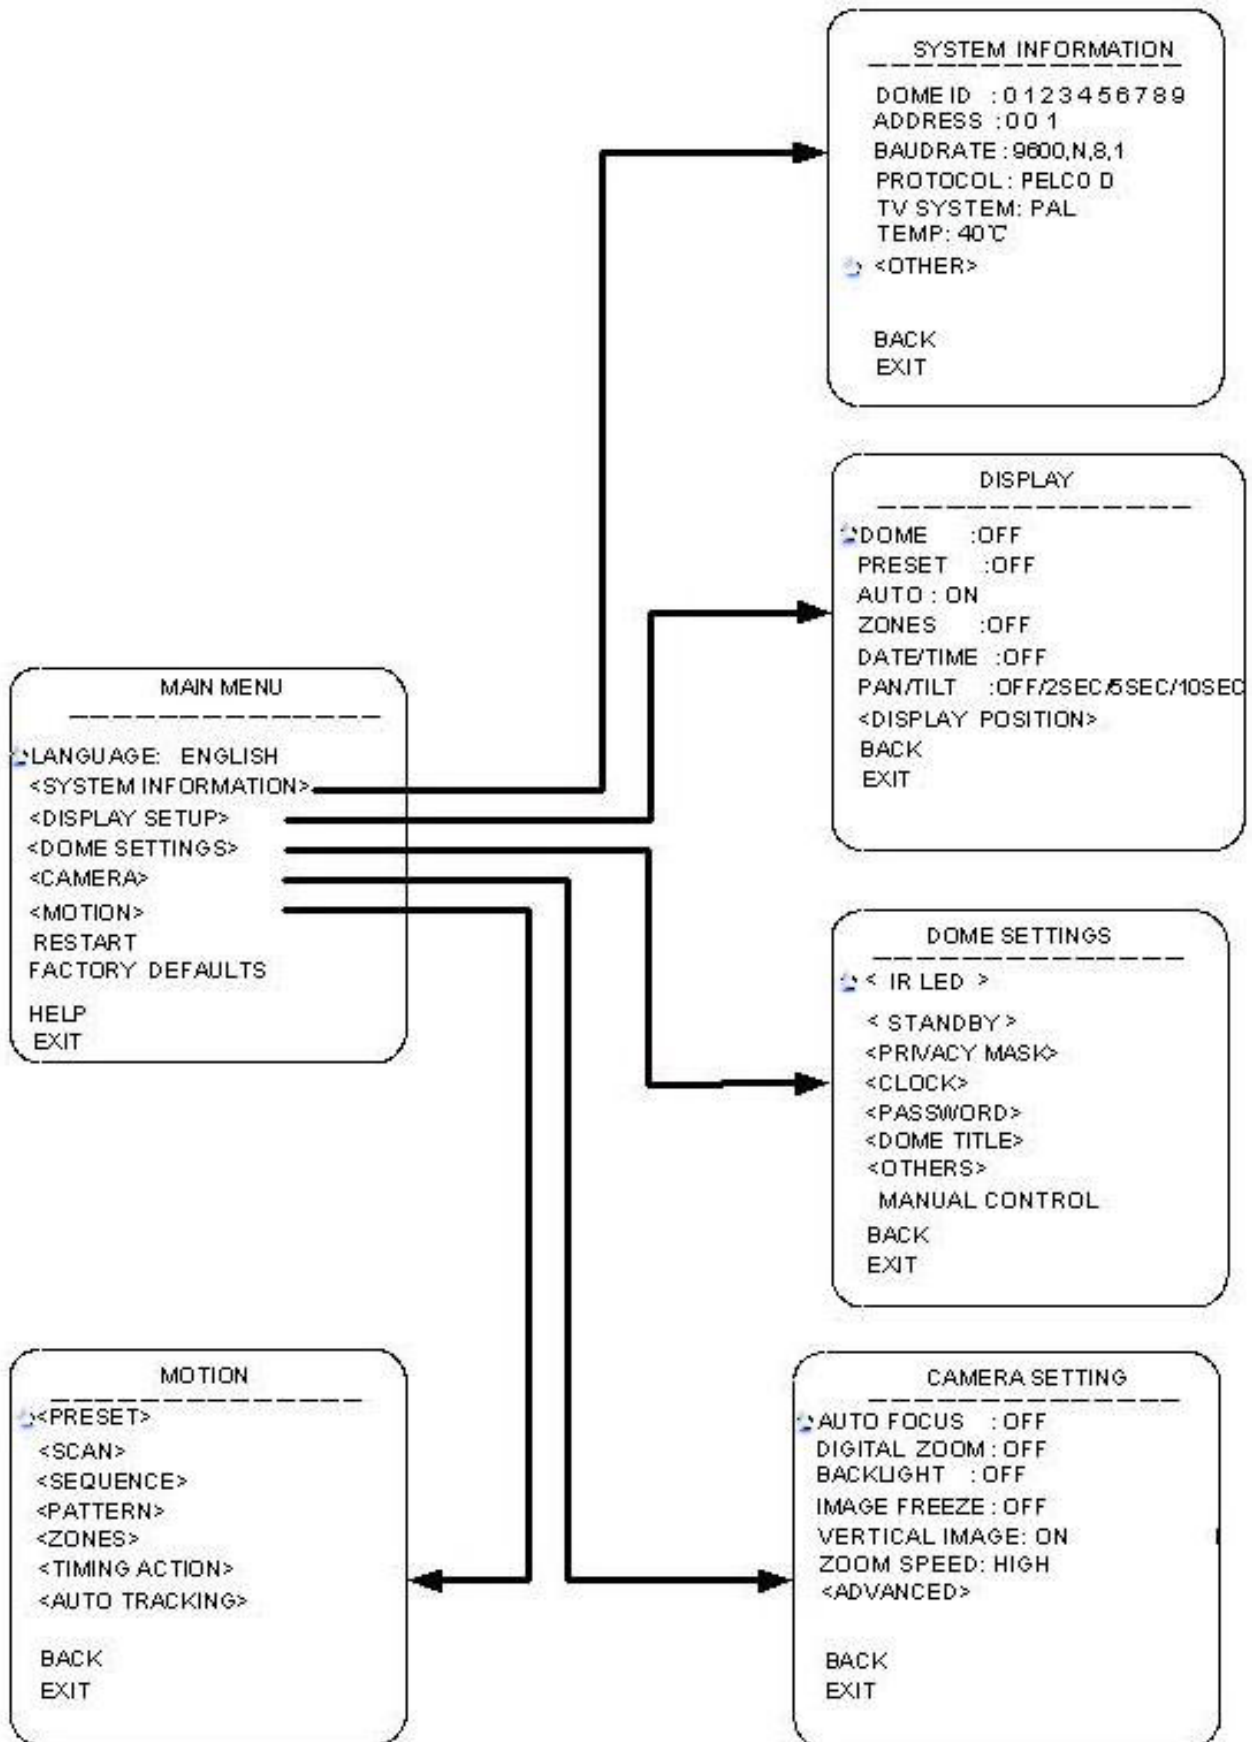 SYSTEM INFORMATION
DOME ID :0123456789
ADDRESS :001
BAUDRATE :9600,N,8,1
PROTOCOL: PELCO D
TV SYSTEM: PAL
TEMP: 40℃
<OTHER>
BACK
EXIT
DISPLAY
DOME :OFF
PRESET :OFF
AUTO : ON
ZONES :OFF
DATE/TIME :OFF
PAN/TILT :OFF/2SEC/5SEC/10SEC
<DISPLAY POSITION>
BACK
EXIT
MAIN MENU
LANGUAGE: ENGLISH
<SYSTEM INFORMATION>
<DISPLAY SETUP>
<DOME SETTINGS>
<CAMERA>
<MOTION>
RESTART
FACTORY DEFAULTS
HELP
EXIT
DOME SETTINGS
< IR LED >
< STANDBY >
<PRIVACY MASK>
<CLOCK>
<PASSWORD>
<DOME TITLE>
<OTHERS>
MANUAL CONTROL
BACK
EXIT
MOTION
<PRESET>
<SCAN>
<SEQUENCE>
<PATTERN>
<ZONES>
<TIMING ACTION>
<AUTO TRACKING>
BACK
EXIT
CAMERA SETTING
AUTO FOCUS : OFF
DIGITAL ZOOM : OFF
BACKLIGHT : OFF
IMAGE FREEZE : OFF
VERTICAL IMAGE: ON
ZOOM SPEED: HIGH
<ADVANCED>
BACK
EXIT